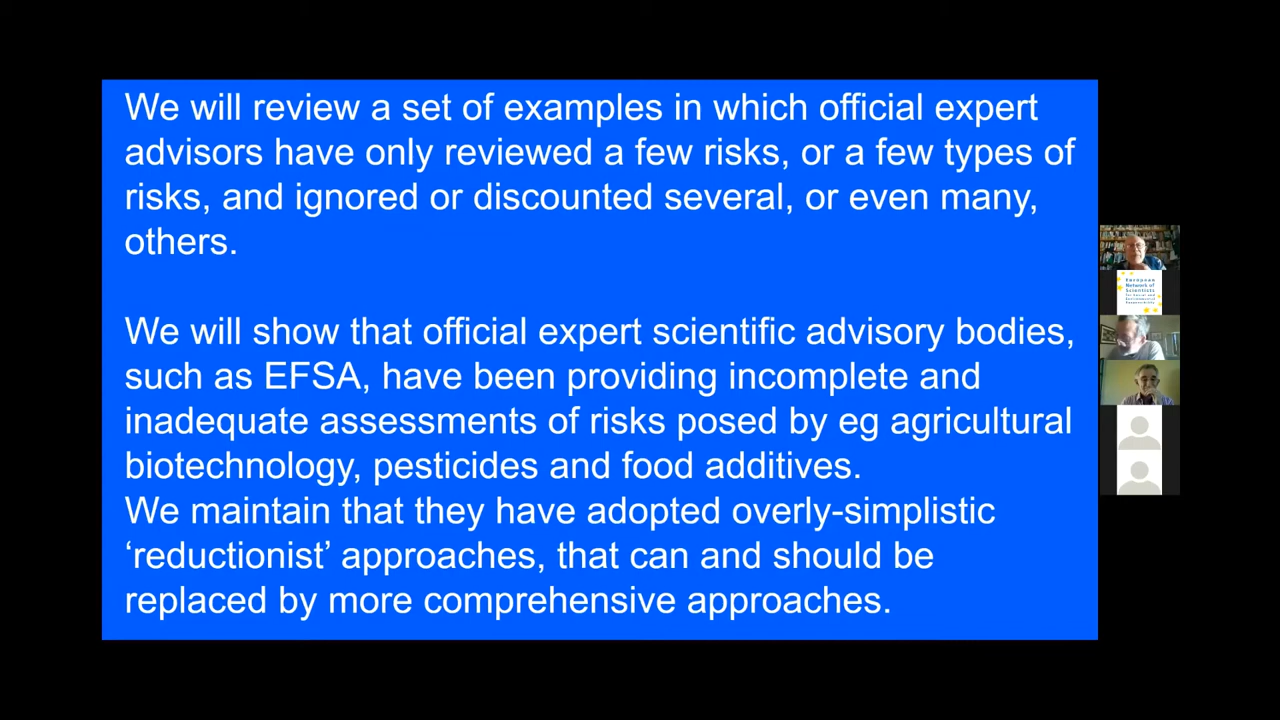 We will review a set of examples in which official expert
advisors have only reviewed a few risks, or a few types of
risks, and ignored or discounted several, or even many,
others.
We will show that official expert scientific advisory bodies,
such as EFSA, have been providing incomplete and
inadequate assessments of risks posed by eg agricultural
biotechnology, pesticides and food additives.
We maintain that they have adopted overly-simplistic
‘reductionist’ approaches, that can and should be
replaced by more comprehensive approaches.
European
Network of
Scientists